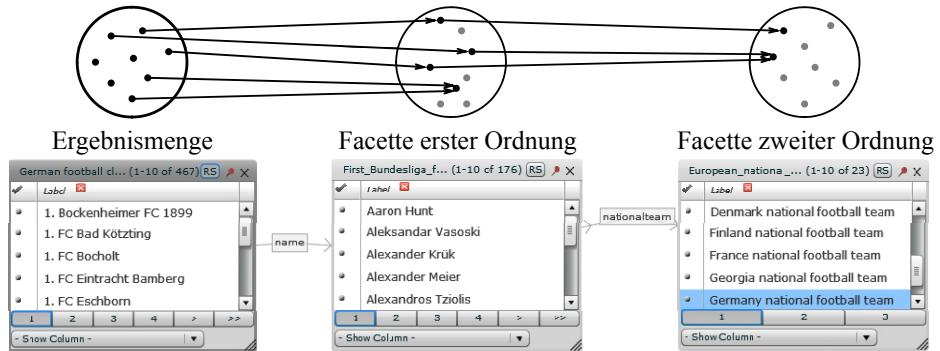 Ergebnismenge
Facette erster Ordnung
Facette zweiter Ordnung
German football cl... (1-10 of 467) RS
Label
1. Bockenheimer FC 1899
1. FC Bad Kötzting
1. FC Bocholt
1. FC Eintracht Bamberg
1. FC Eschborn
1 2 3 4 > >>
- Show Column -
name
First_Bundesliga_f... (1-10 of 176) RS
Label
Aaron Hunt
Aleksandar Vasoski
Alexander Krük
Alexander Meier
Alexandros Tziolis
1 2 3 4 > >>
- Show Column -
nationalteam
European_nationa_... (1-10 of 23) RS
Label
Denmark national football team
Finland national football team
France national football team
Georgia national football team
Germany national football team
1 2 3
- Show Column -